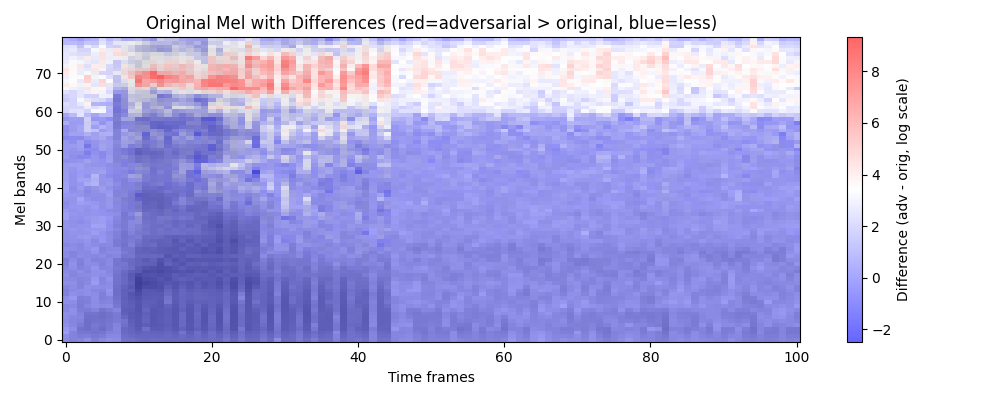 Original Mel with Differences (red=adversarial > original, blue=less)
70
60
50
40
30
20
10
0
Mel bands
0 20 40 60 80 100
Time frames
8
6
4
2
0
−2
Difference (adv - orig, log scale)